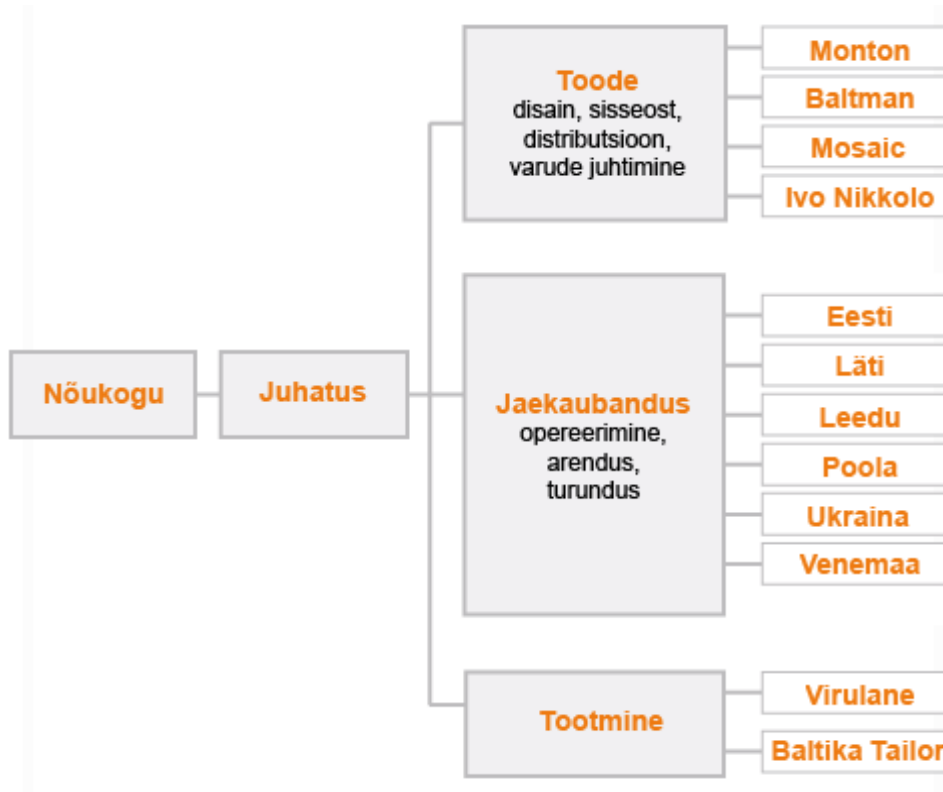 Nõukogu
Juhatus
Toode
disain, sisseost,
distributsioon,
varude juhtimine
Monton
Baltman
Mosaic
Ivo Nikkolo
Jaekaubandus
opereerimine,
arendus,
turundus
Eesti
Läti
Leedu
Poola
Ukraina
Venemaa
Tootmine
Virulane
Baltika Tailor